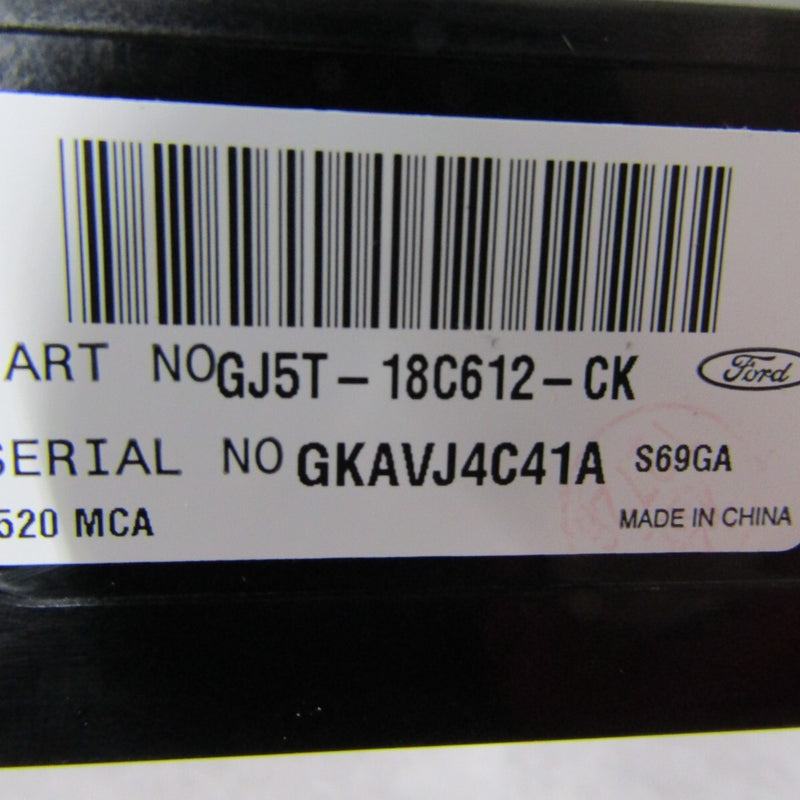 ART NO GJ5T-18C612-CK
Ford
SERIAL NO GKAVJ4C41A S69GA
520 MCA
MADE IN CHINA